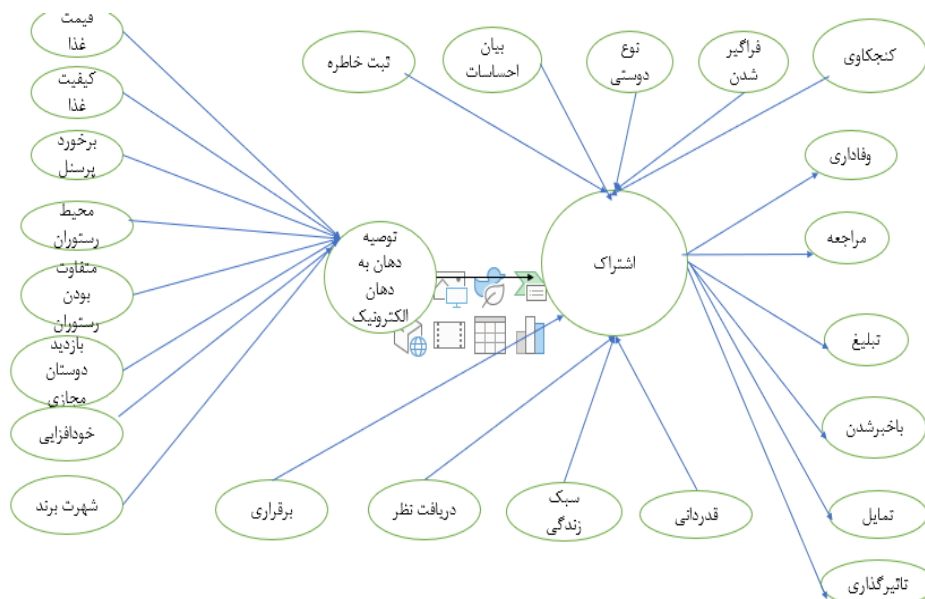 قیمت
غذا
کیفیت
غذا
برخورد
پرسنل
محیط
رستوران
متفاوت
بودن
رستوران
بازدید
دوستان
مجازی
خودافزایی
شهرت برند
توصیه
دهان به
دهان
الکترونیک
ثبت خاطره
بیان
احساسات
نوع
دوستی
فراگیر
شدن
کنجکاوی
اشتراک
وفاداری
مراجعه
تبلیغ
باخبرشدن
تمایل
تاثیرگذاری
برقراری
دریافت نظر
سبک
زندگی
قدردانی